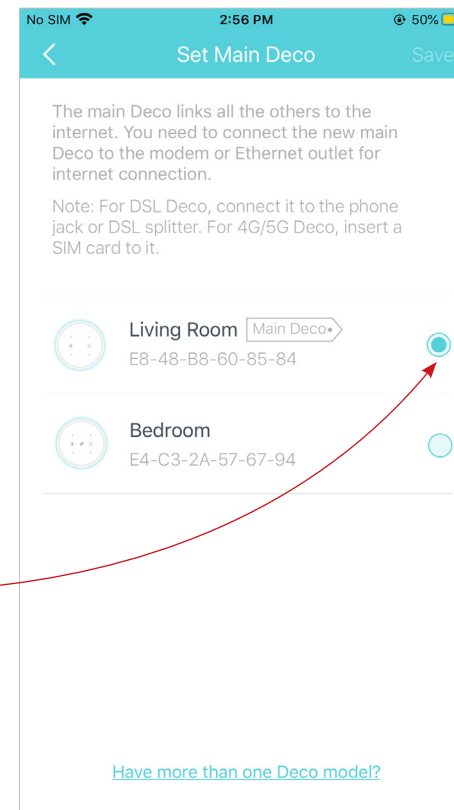 No SIM 2:56 PM 50%
Set Main Deco Save
The main Deco links all the others to the
internet. You need to connect the new main
Deco to the modem or Ethernet outlet for
internet connection.
Note: For DSL Deco, connect it to the phone
jack or DSL splitter. For 4G/5G Deco, insert a
SIM card to it.
Living Room Main Deco
E8-48-B8-60-85-84
Bedroom
E4-C3-2A-57-67-94
Have more than one Deco model?